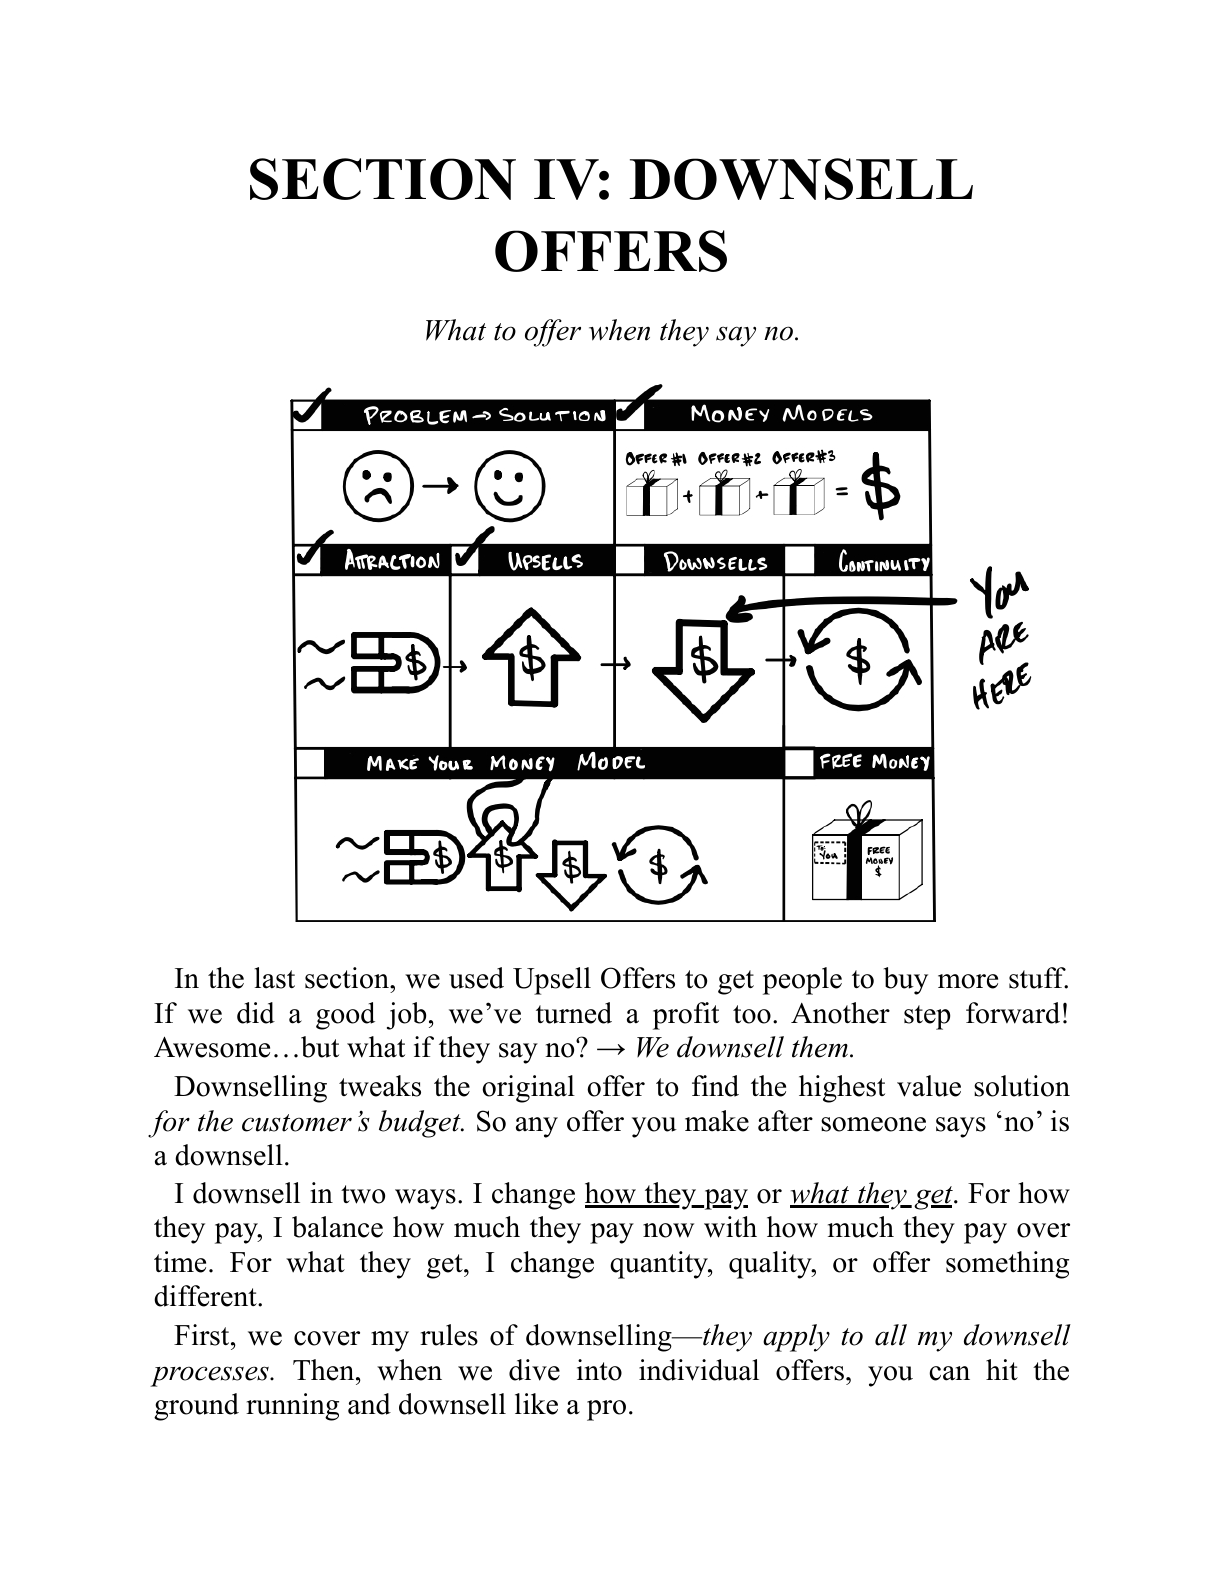 SECTION IV: DOWNSELL
OFFERS
What to offer when they say no.
PROBLEM → SOLUTION
MONEY MODELS
OFFER #1 OFFER #2 OFFER #3
+ + = $
ATTRACTION
UPSELLS
DOWNSELLS
CONTINUITY
YOU
ARE
HERE
$ $ $ $
MAKE YOUR MONEY MODEL
FREE MONEY
$ $ $ $
TO:
YOU
FREE
MONEY
$
In the last section, we used Upsell Offers to get people to buy more stuff.
If we did a good job, we’ve turned a profit too. Another step forward!
Awesome…but what if they say no? → We downsell them.
Downselling tweaks the original offer to find the highest value solution
for the customer’s budget. So any offer you make after someone says ‘no’ is
a downsell.
I downsell in two ways. I change how they pay or what they get. For how
they pay, I balance how much they pay now with how much they pay over
time. For what they get, I change quantity, quality, or offer something
different.
First, we cover my rules of downselling—they apply to all my downsell
processes. Then, when we dive into individual offers, you can hit the
ground running and downsell like a pro.